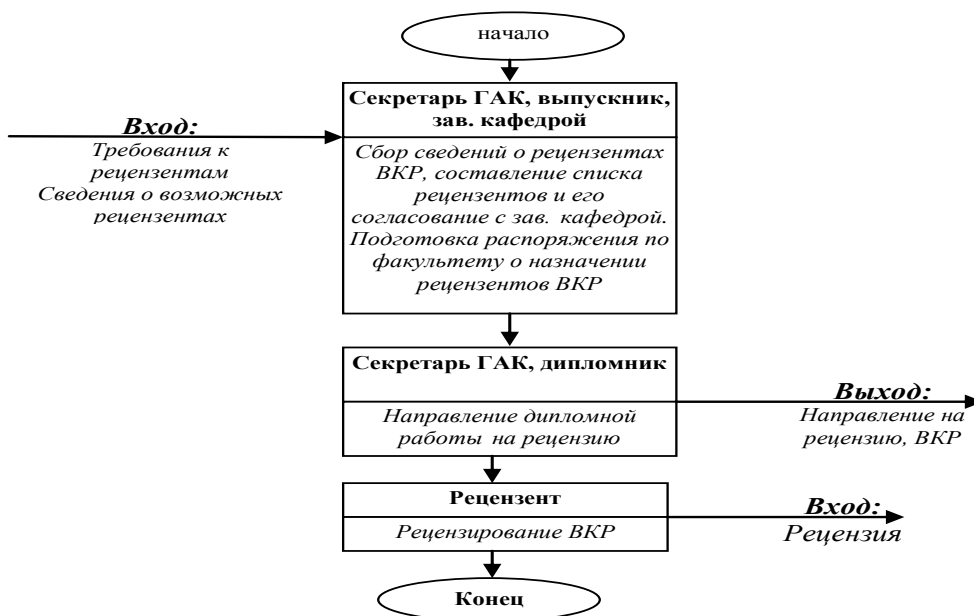 начало
Секретарь ГАК, выпускник,
зав. кафедрой
Вход:
Требования к
рецензентам
Сведения о возможных
рецензентах
Сбор сведений о рецензентах
ВКР, составление списка
рецензентов и его
согласование с зав. кафедрой.
Подготовка распоряжения по
факультету о назначении
рецензентов ВКР
Секретарь ГАК, дипломник
Направление дипломной
работы на рецензию
Выход:
Направление на
рецензию, ВКР
Рецензент
Рецензирование ВКР
Вход:
Рецензия
Конец